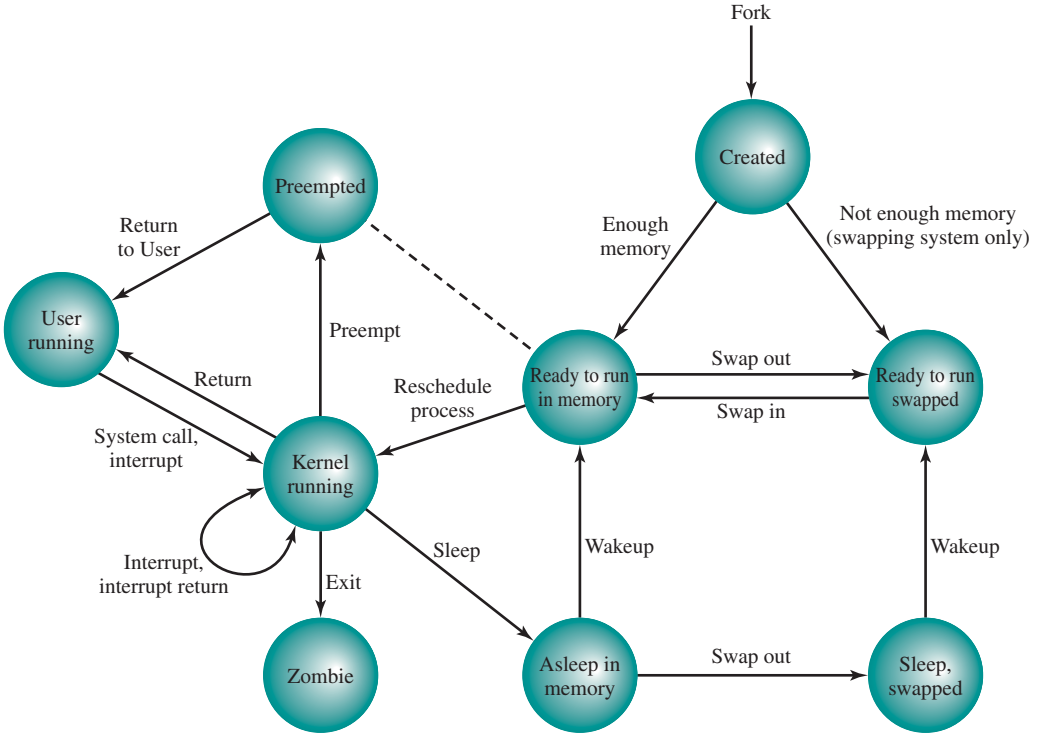 Fork
Created
Preempted
Return
to User
Enough
memory
Not enough memory
(swapping system only)
User
running
Preempt
Return
Reschedule
process
Ready to run
in memory
Swap out
Swap in
Ready to run
swapped
System call,
interrupt
Kernel
running
Interrupt,
interrupt return
Sleep
Wakeup
Wakeup
Exit
Zombie
Asleep in
memory
Swap out
Sleep,
swapped